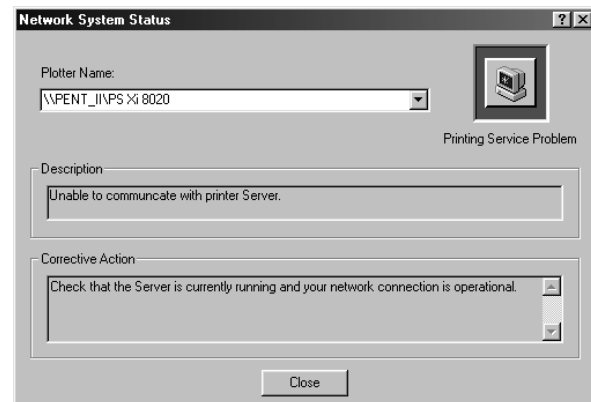 Network System Status
Plotter Name:
\\PENT_II\PS Xi 8020
Printing Service Problem
Description
Unable to communcate with printer Server.
Corrective Action
Check that the Server is currently running and your network connection is operational.
Close